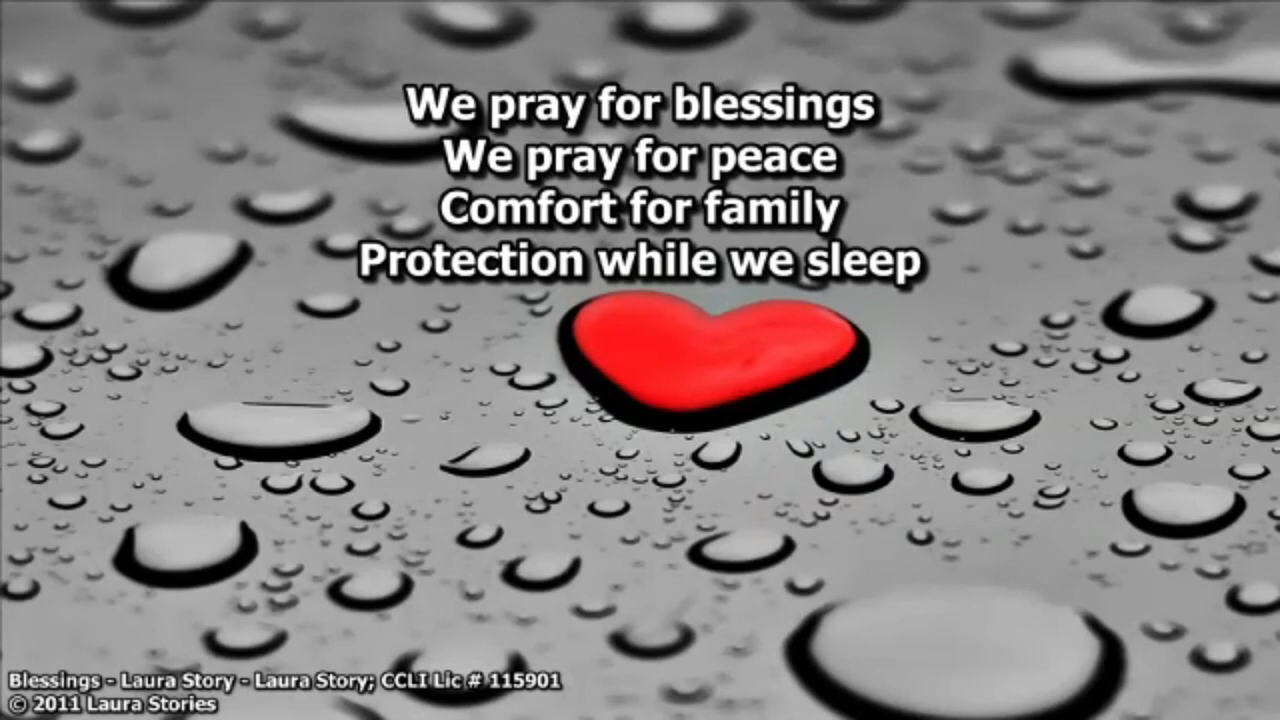 We pray for blessings
We pray for peace
Comfort for family
Protection while we sleep
Blessings - Laura Story - Laura Story; CCLI Lic # 115901
© 2011 Laura Stories